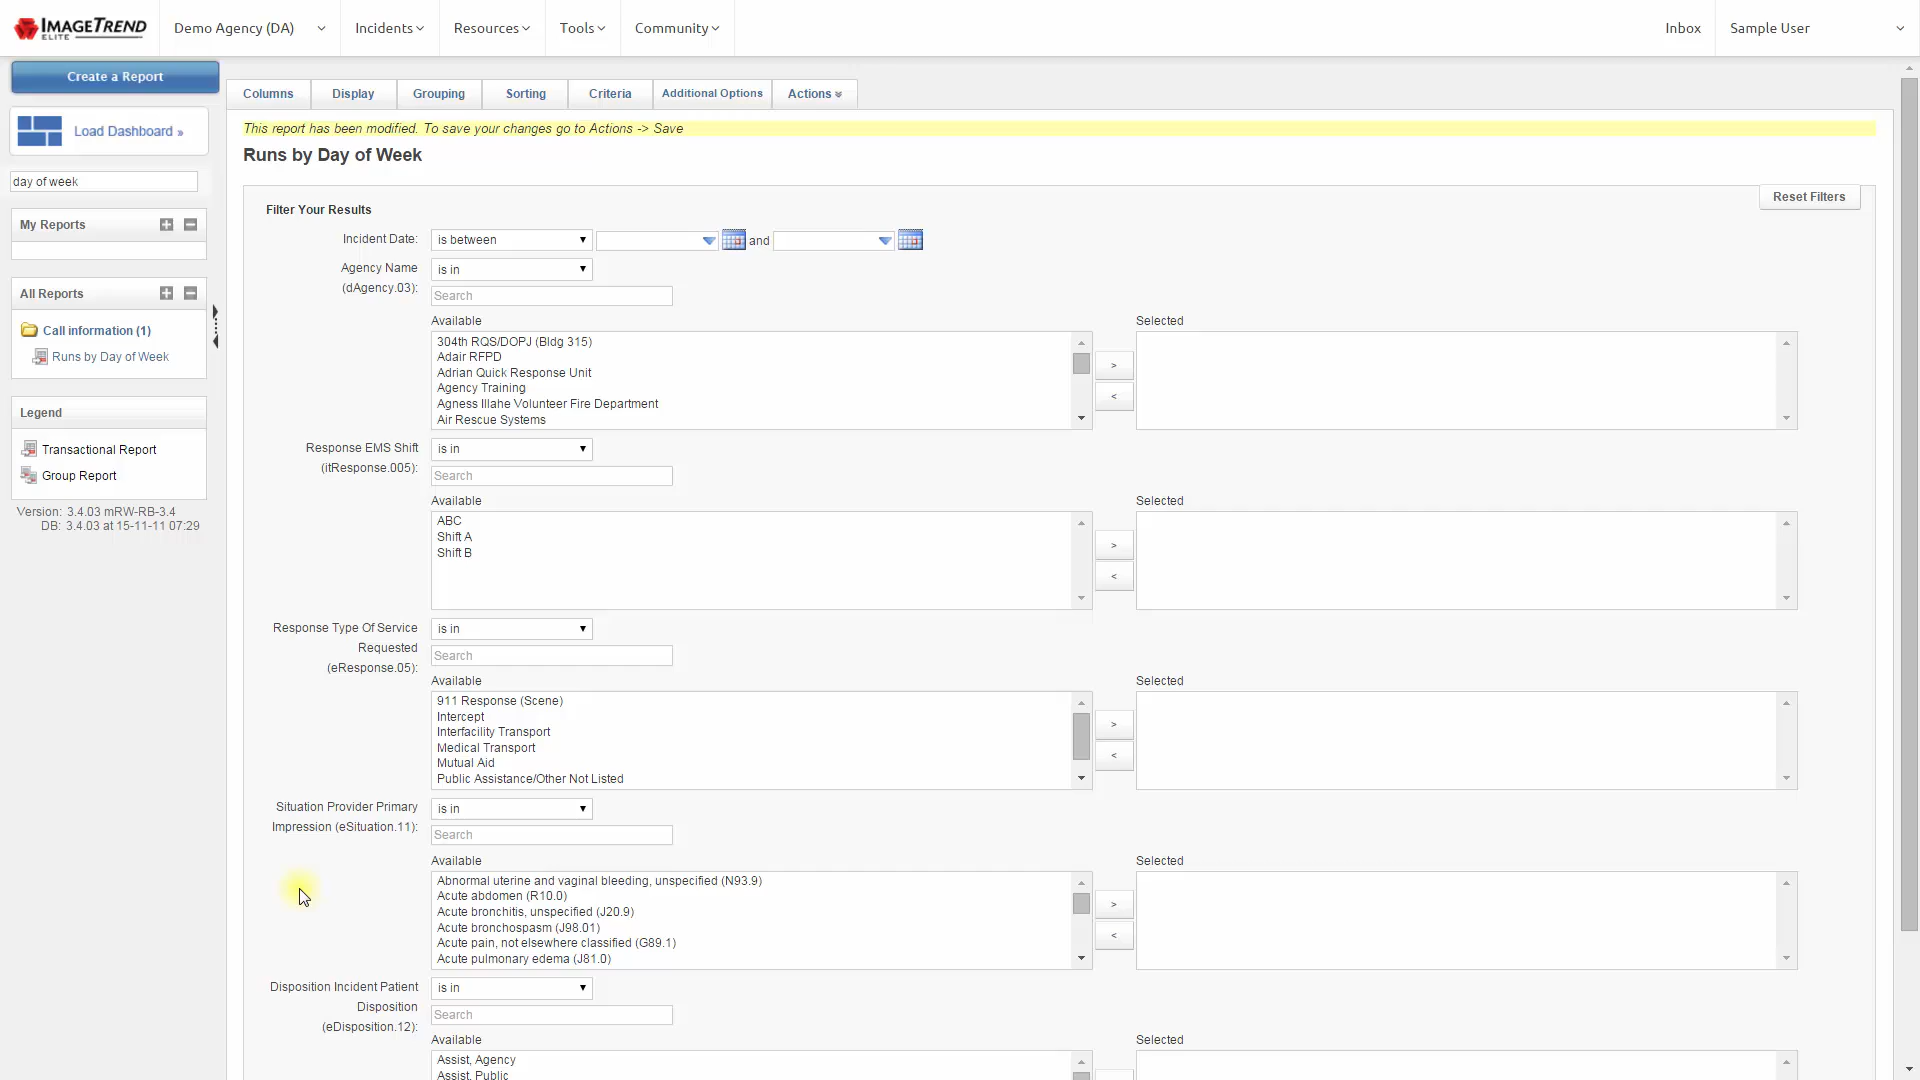 IMAGETREND
ELITE
Demo Agency (DA)
Incidents
Resources
Tools
Community
Inbox
Sample User
Create a Report
Load Dashboard »
day of week
My Reports
All Reports
Call information (1)
Runs by Day of Week
Legend
Transactional Report
Group Report
Version: 3.4.03 mRW-RB-3.4
DB: 3.4.03 at 15-11-11 07:29
Columns
Display
Grouping
Sorting
Criteria
Additional Options
Actions
This report has been modified. To save your changes go to Actions -> Save
Runs by Day of Week
Reset Filters
Filter Your Results
Incident Date:
is between
and
Agency Name
(dAgency.03):
is in
Search
Available
Selected
304th RQS/DOPJ (Bldg 315)
Adair RFPD
Adrian Quick Response Unit
Agency Training
Agness Illahe Volunteer Fire Department
Air Rescue Systems
>
<
Response EMS Shift
(itResponse.005):
is in
Search
Available
Selected
ABC
Shift A
Shift B
>
<
Response Type Of Service
Requested
(eResponse.05):
is in
Search
Available
Selected
911 Response (Scene)
Intercept
Interfacility Transport
Medical Transport
Mutual Aid
Public Assistance/Other Not Listed
>
<
Situation Provider Primary
Impression (eSituation.11):
is in
Search
Available
Selected
Abnormal uterine and vaginal bleeding, unspecified (N93.9)
Acute abdomen (R10.0)
Acute bronchitis, unspecified (J20.9)
Acute bronchospasm (J98.01)
Acute pain, not elsewhere classified (G89.1)
Acute pulmonary edema (J81.0)
>
<
Disposition Incident Patient
Disposition
(eDisposition.12):
is in
Search
Available
Selected
Assist, Agency
Assist, Public